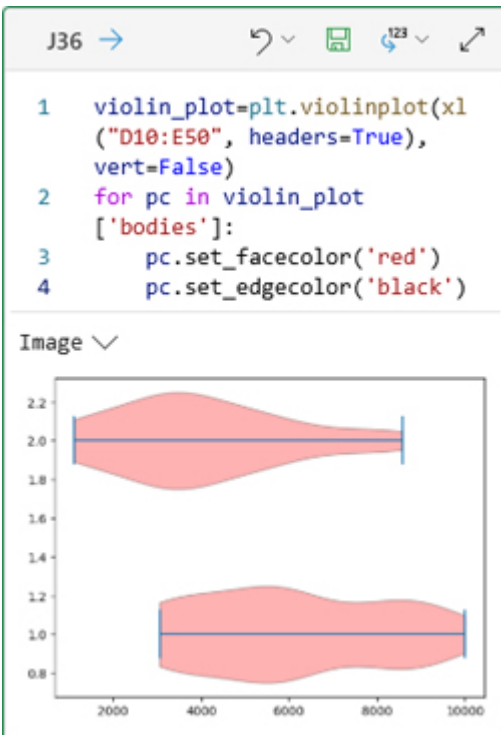 J36
123
1 violin_plot=plt.violinplot(xl
("D10:E50", headers=True),
vert=False)
2 for pc in violin_plot
['bodies']:
3 pc.set_facecolor('red')
4 pc.set_edgecolor('black')
Image
2.2
2.0
1.8
1.6
1.4
1.2
1.0
0.8
2000 4000 6000 8000 10000